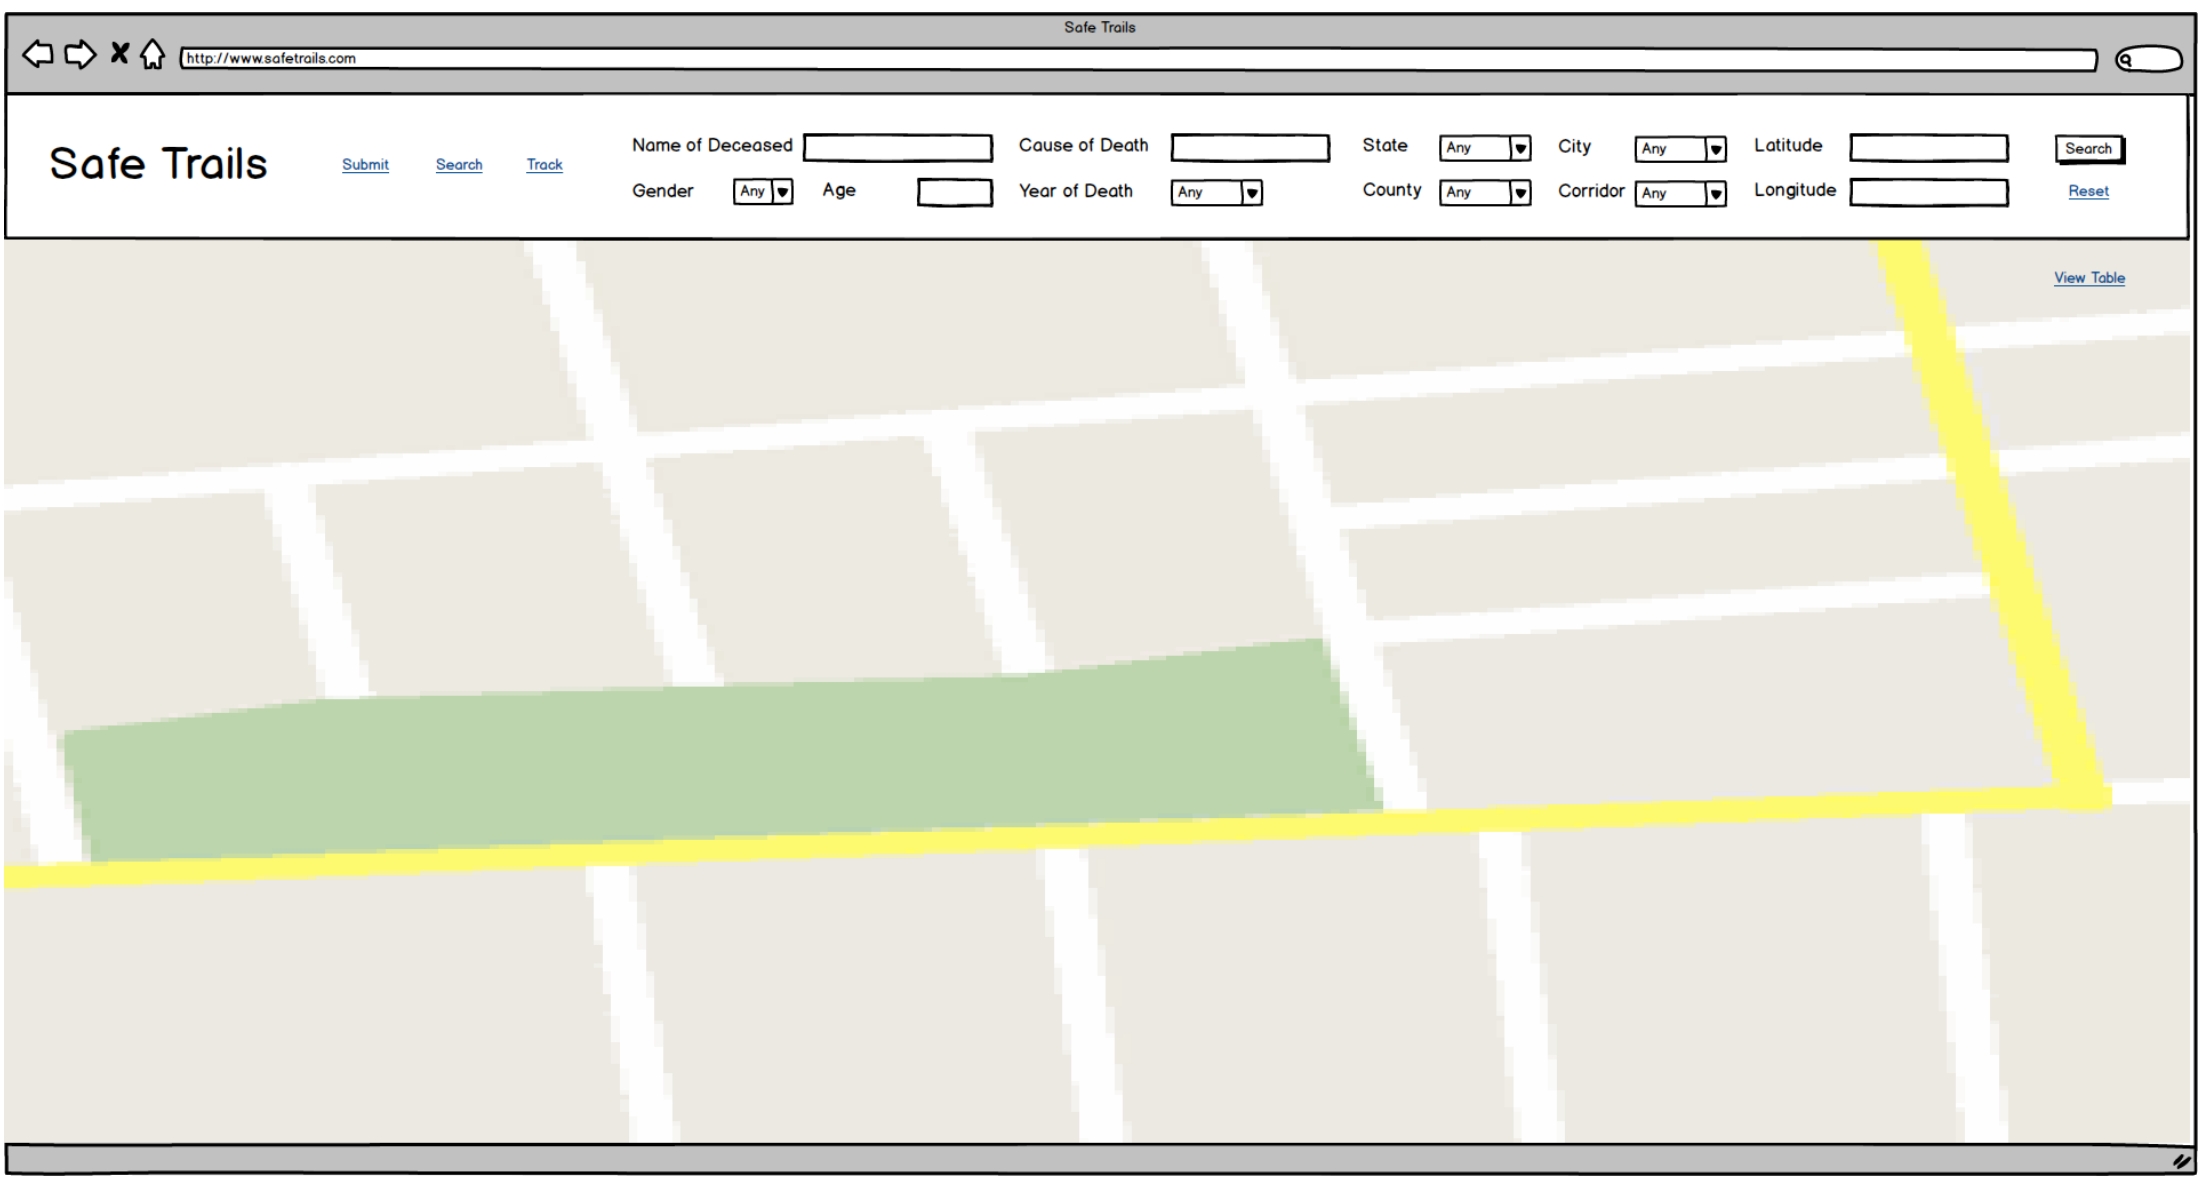 Safe Trails
http://www.safetrails.com
Safe Trails
Submit Search Track
Name of Deceased Cause of Death State Any City Any Latitude Search
Gender Any Age Year of Death Any County Any Corridor Any Longitude Reset
View Table